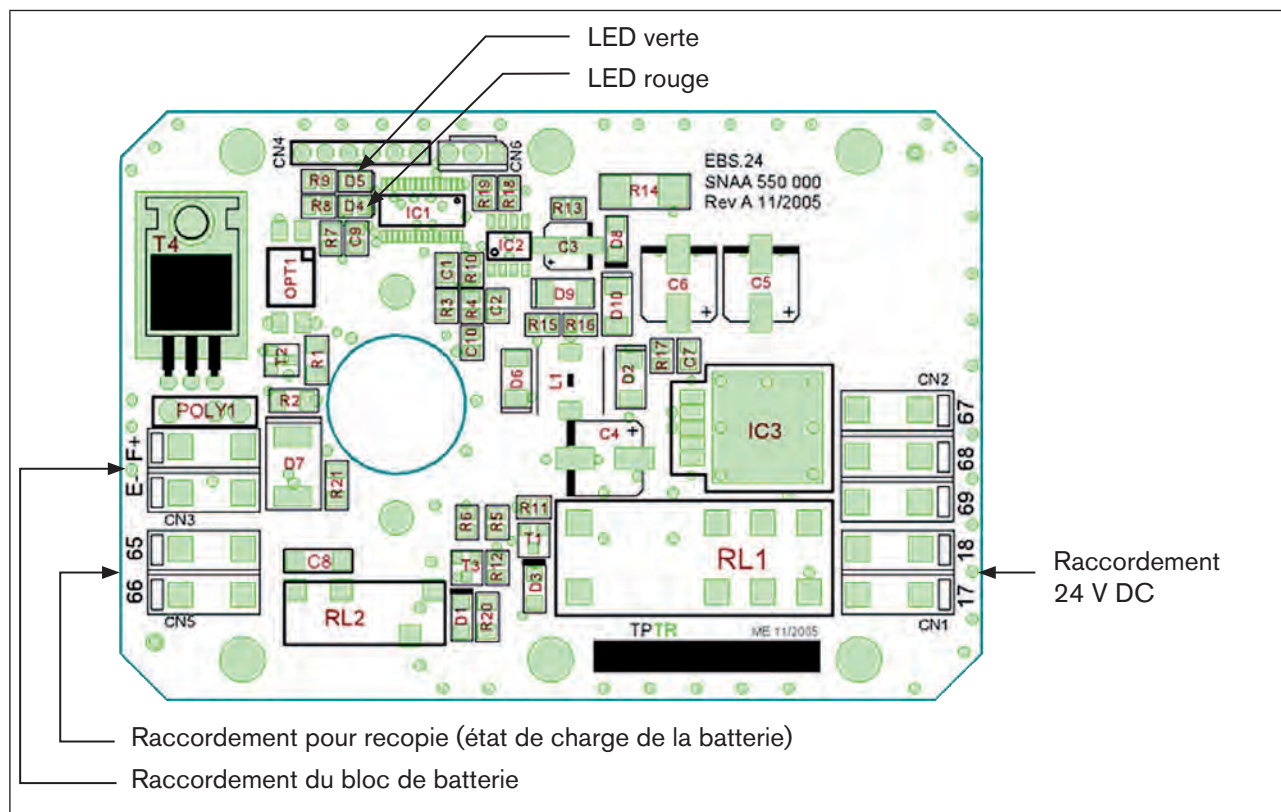 LED verte
LED rouge
CN4
CN6
EBS.24
SNAA 550 000
Rev A 11/2005
R9
D5
R8
D4
IC1
R19
R18
R14
R13
T4
R7
C9
IC2
C3
D8
OPT1
C1
R10
D9
D10
C6
C5
R3
R4
C2
R15
R16
C10
T2
R1
D6
L1
D2
R17
C7
CN2
R2
POLY1
67
IC3
C4
F+
E-
D7
R21
68
69
CN3
R6
R5
R11
65
C8
T3
R12
T1
RL1
18
Raccordement
24 V DC
66
RL2
D1
R20
D3
17
CN5
CN1
TPTR
ME 11/2005
Raccordement pour recopie (état de charge de la batterie)
Raccordement du bloc de batterie